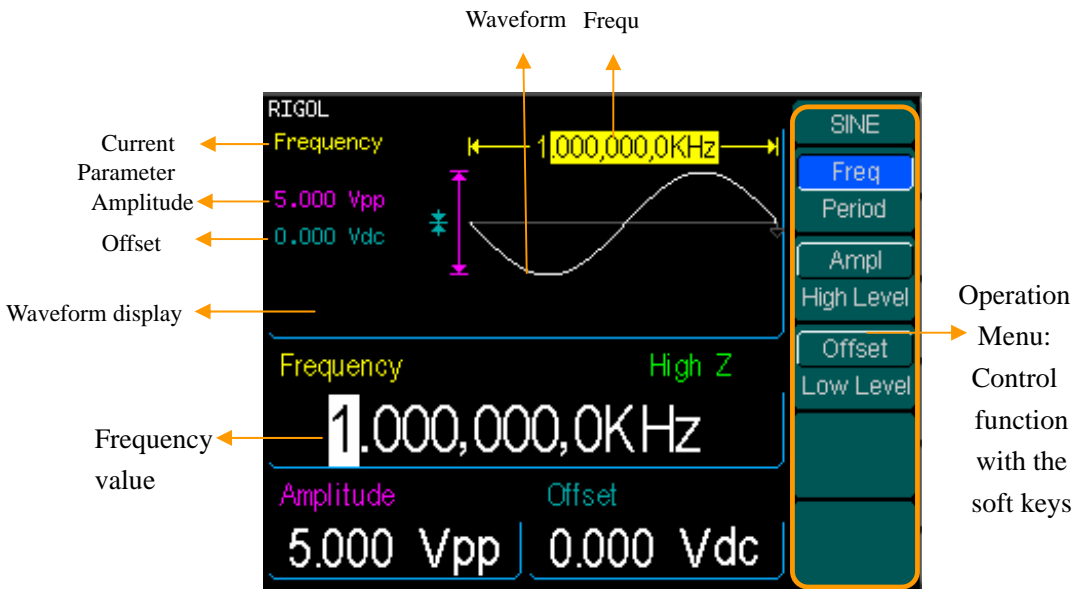 Waveform Frequ
RIGOL
Frequency
1.000,000,0KHz
5.000 Vpp
0.000 Vdc
Current
Parameter
Amplitude
Offset
Waveform display
Frequency
High Z
1.000,000,0KHz
Frequency
value
Amplitude
Offset
5.000 Vpp
0.000 Vdc
SINE
Freq
Period
Ampl
High Level
Offset
Low Level
Operation
Menu:
Control
function
with the
soft keys